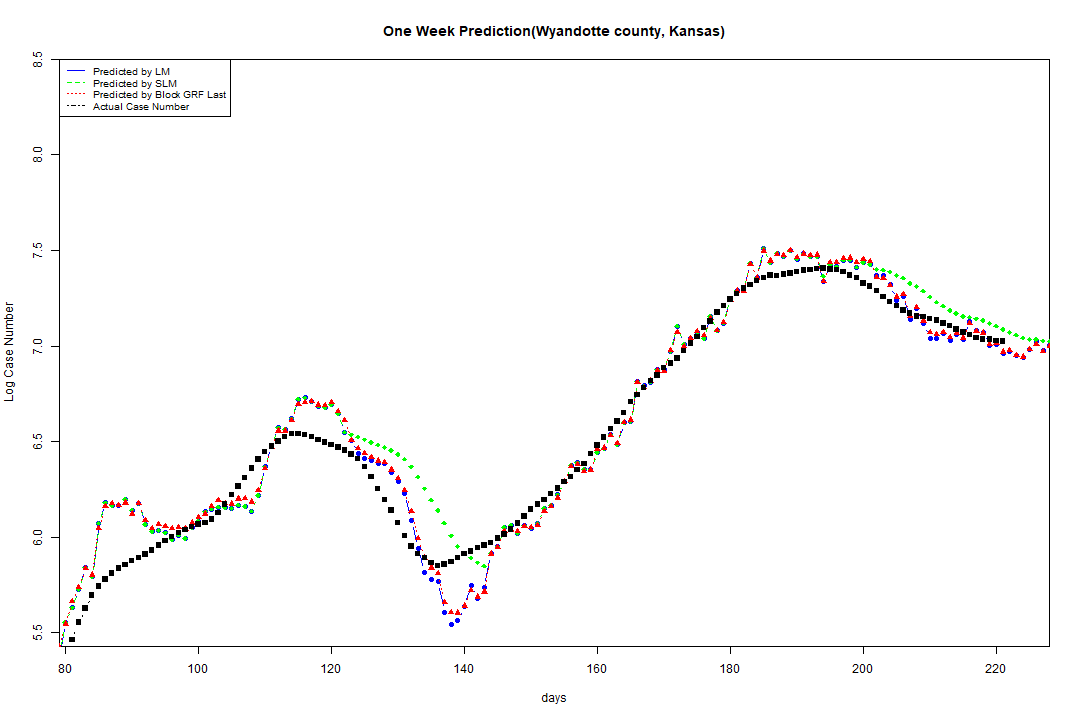 One Week Prediction(Wyandotte county, Kansas)
Predicted by LM
Predicted by SLM
Predicted by Block GRF Last
Actual Case Number
8.5
8.0
7.5
7.0
6.5
6.0
5.5
Log Case Number
80 100 120 140 160 180 200 220
days